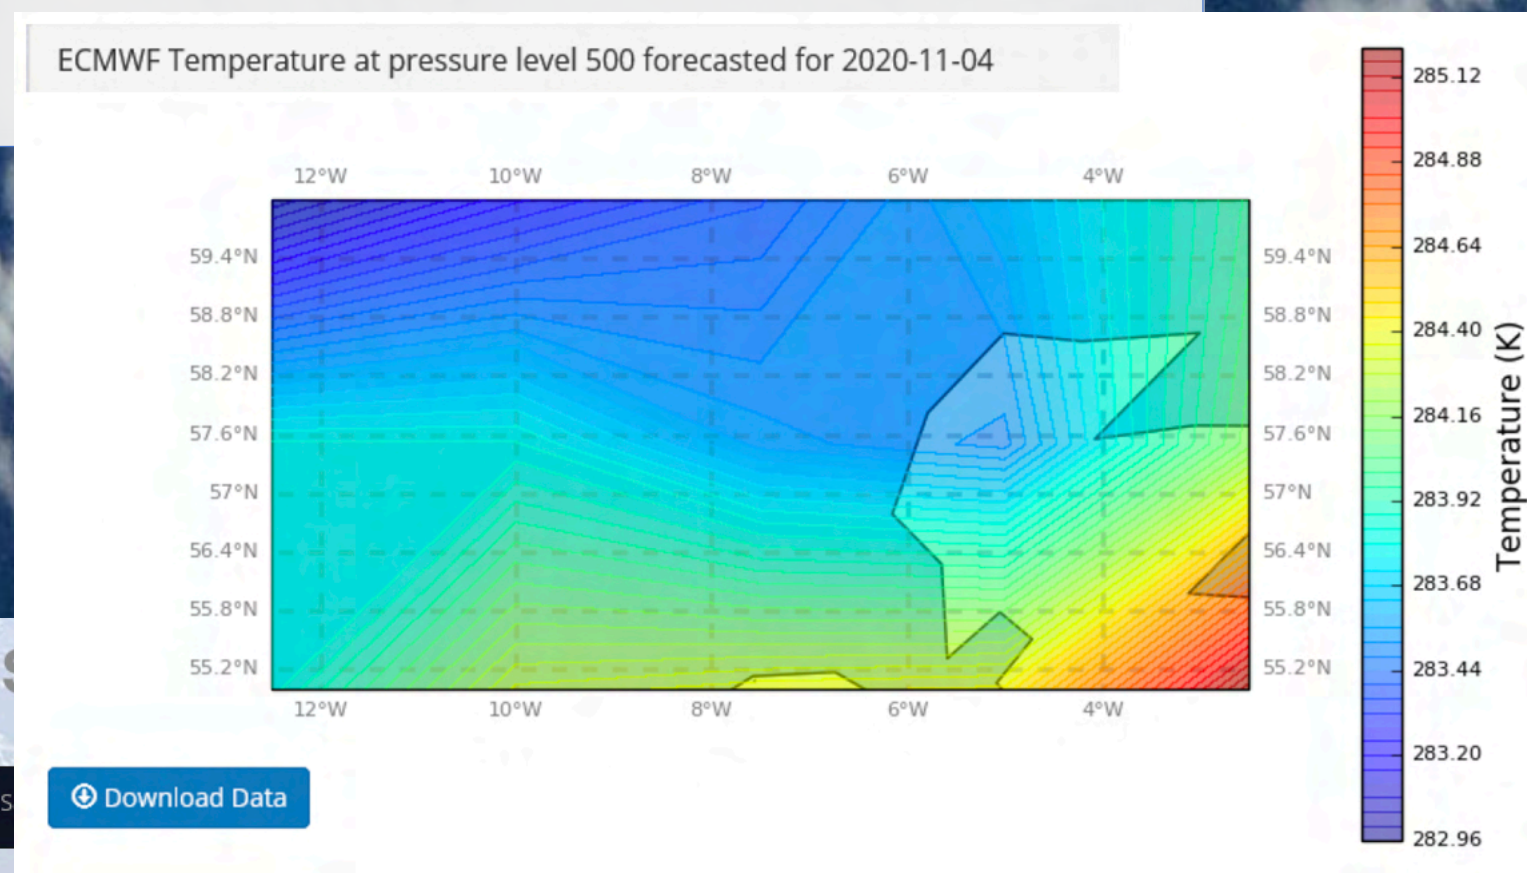 ECMWF Temperature at pressure level 500 forecasted for 2020-11-04
12°W 10°W 8°W 6°W 4°W
59.4°N 59.4°N
58.8°N 58.8°N
58.2°N 58.2°N
57.6°N 57.6°N
57°N 57°N
56.4°N 56.4°N
55.8°N 55.8°N
55.2°N 55.2°N
12°W 10°W 8°W 6°W 4°W
285.12
284.88
284.64
284.40
284.16
283.92
283.68
283.44
283.20
282.96
Temperature (K)
Download Data